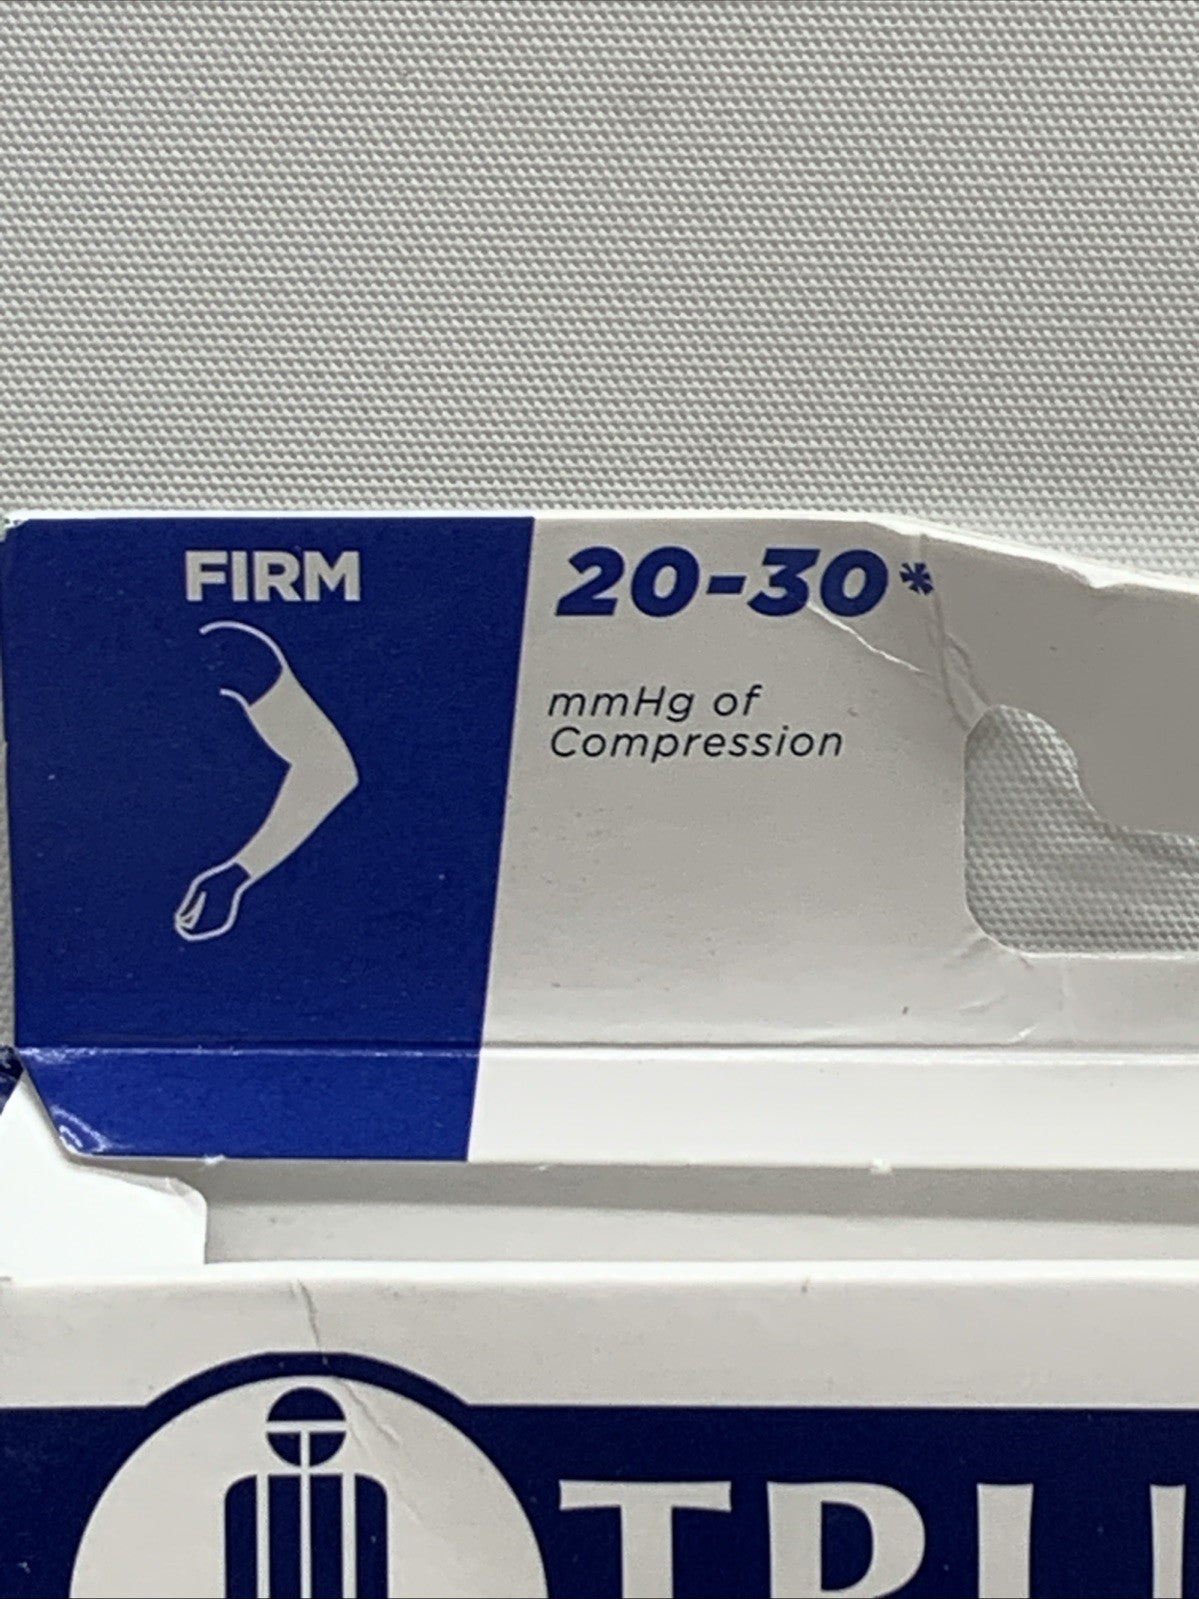 FIRM
20-30*
mmHg of
Compression